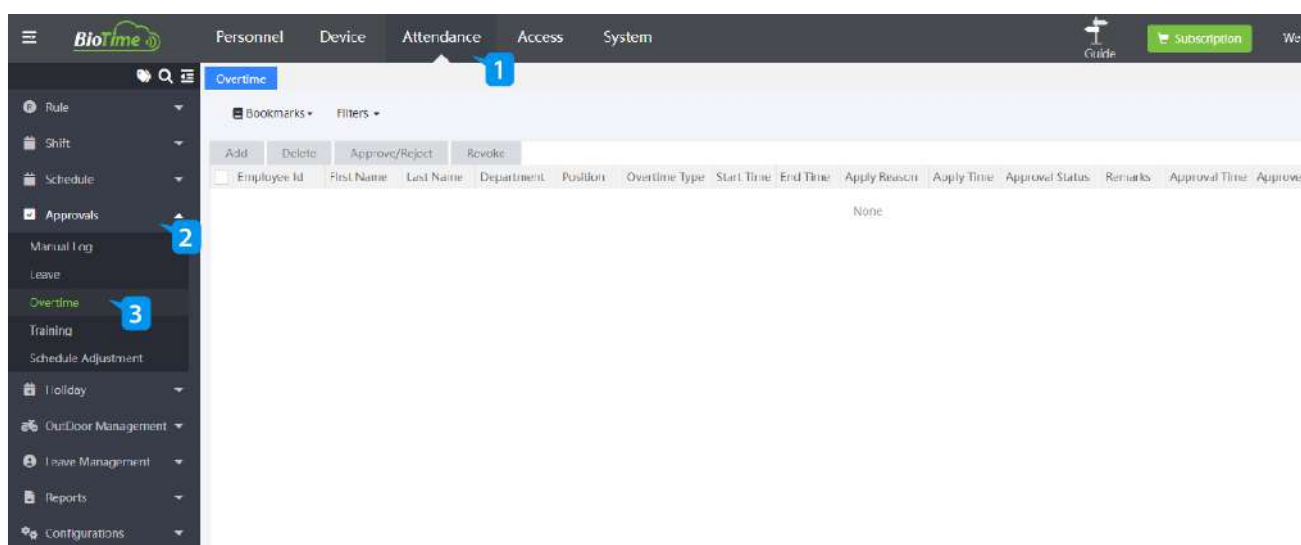 BioTime Personnel Device Attendance Access System Guide Subscription We
1
Overtime
Rule
Bookmarks Filters
Shift
Add Delete Approve/Reject Revoke
Schedule
Employee Id First Name Last Name Department Position Overtime Type Start Time End Time Apply Reason Apply Time Approval Status Remarks Approval Time Approve
Approvals
None
2
Manual Log
Leave
Overtime
3
Training
Schedule Adjustment
Holiday
OutDoor Management
Leave Management
Reports
Configurations